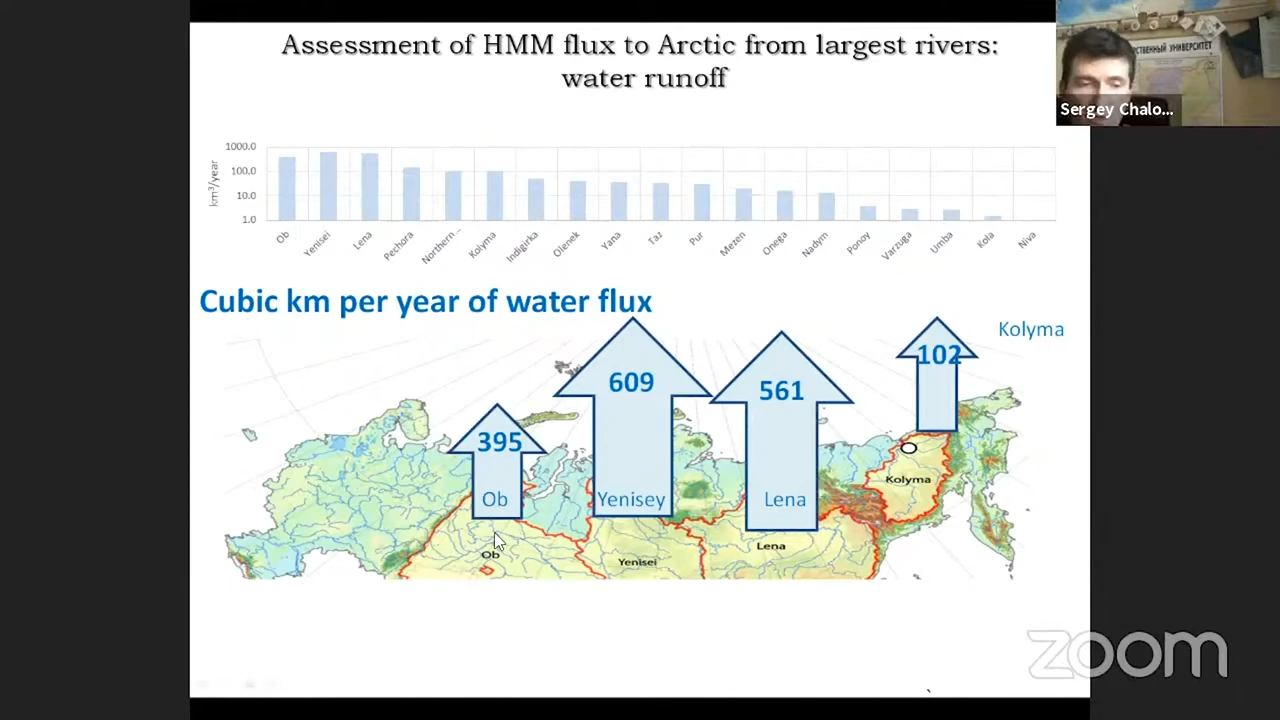 Assessment of HMM flux to Arctic from largest rivers:
water runoff
РСТВЕННЫЙ УНИВЕРСИТЕТ
Sergey Chalo...
km³/year
1000.0
100.0
10.0
1.0
Ob
Yenisei
Lena
Pechora
Northern...
Kolyma
Indigirka
Olenek
Yana
Taz
Pur
Mezen
Onega
Nadym
Ponoy
Varzuga
Umba
Kola
Niva
Cubic km per year of water flux
Kolyma
102
609
561
395
Ob
Yenisey
Lena
Kolyma
Ob
Yenisei
Lena
zoom